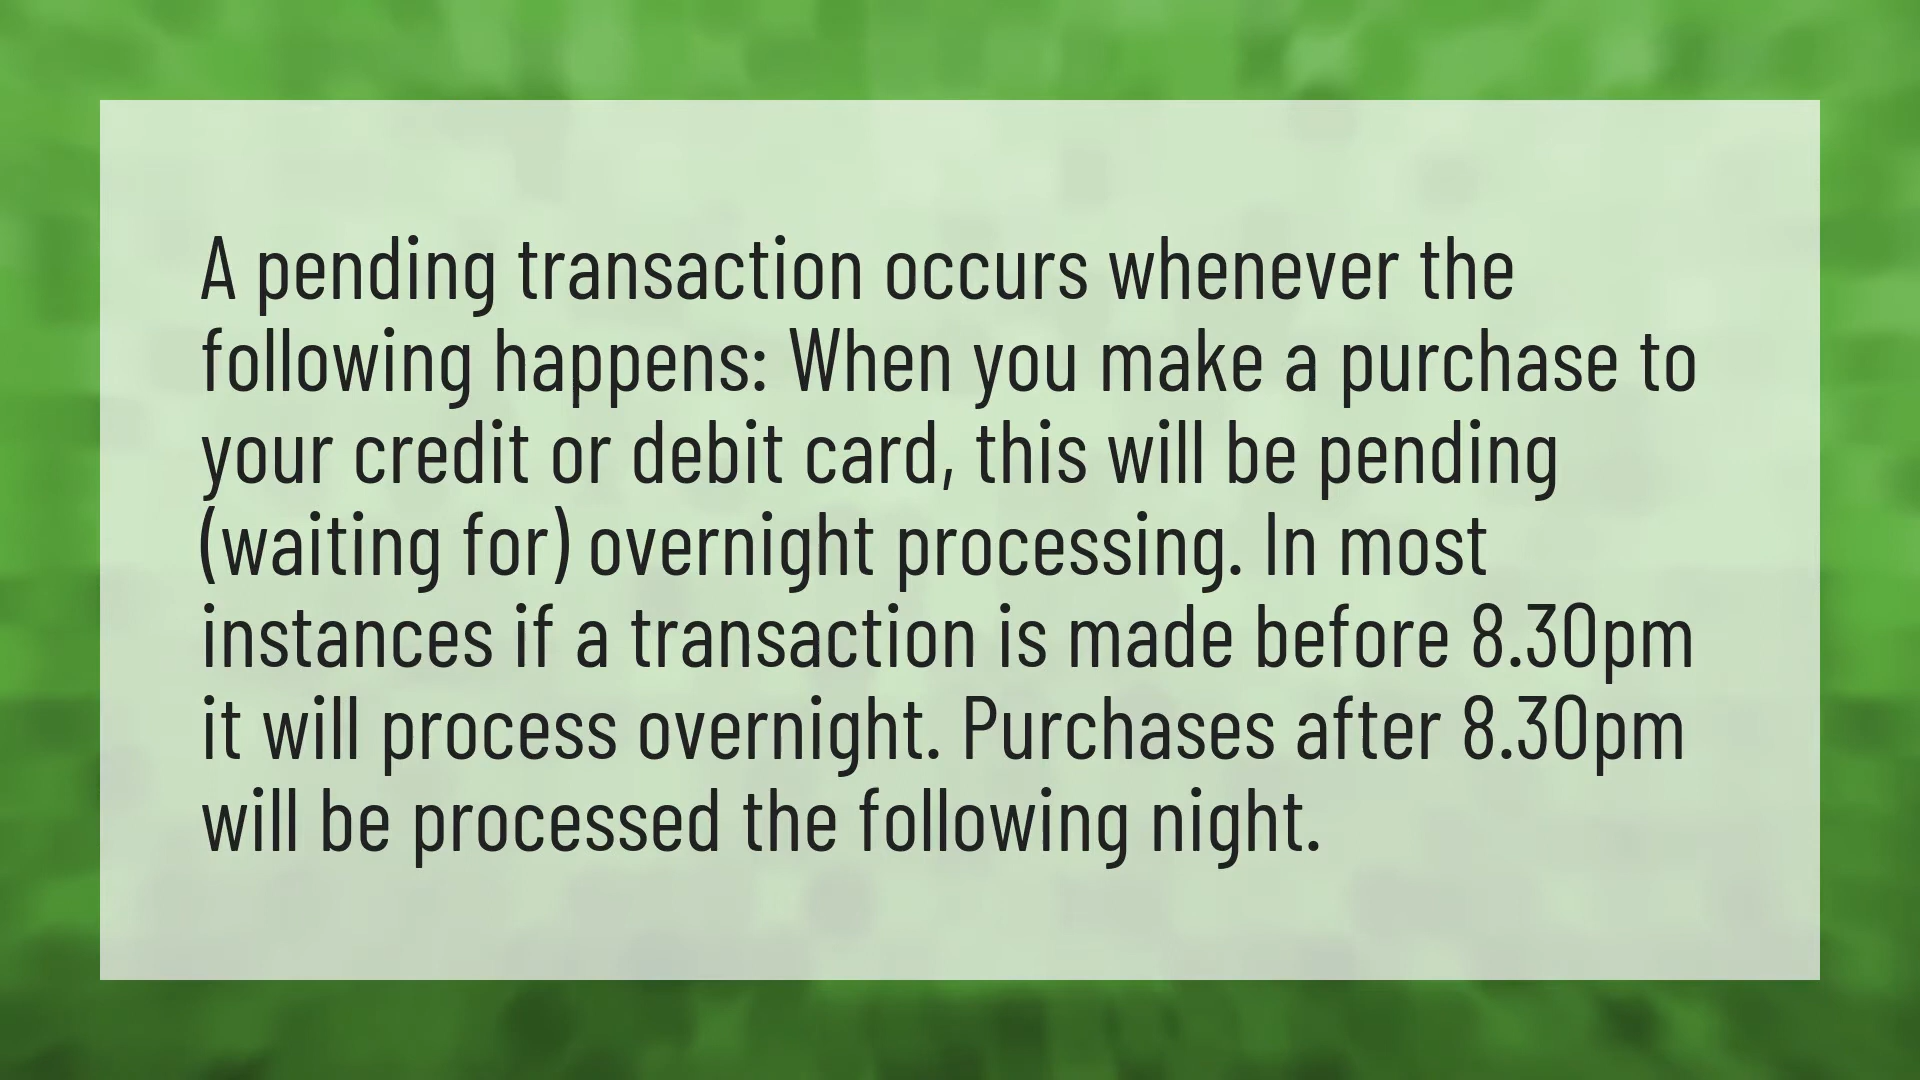 A pending transaction occurs whenever the
following happens: When you make a purchase to
your credit or debit card, this will be pending
(waiting for) overnight processing. In most
instances if a transaction is made before 8.30pm
it will process overnight. Purchases after 8.30pm
will be processed the following night.